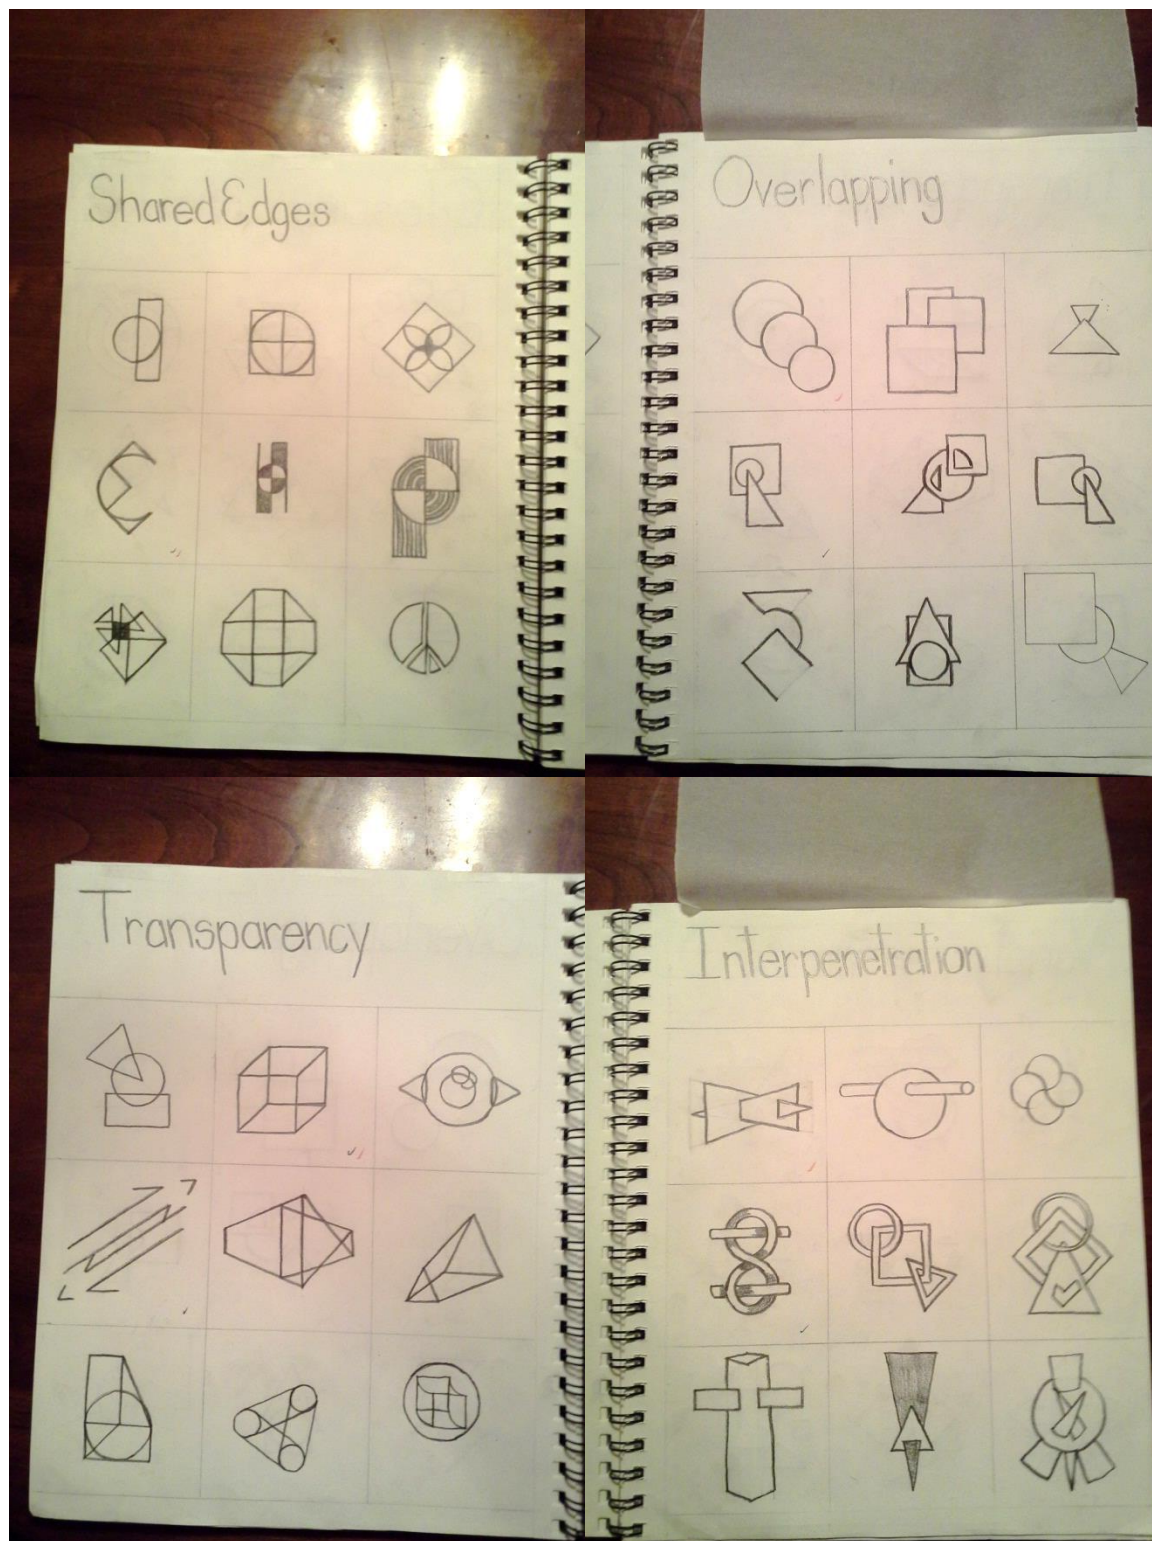 Shared Edges
Overlapping
Transparency
Interpenetration